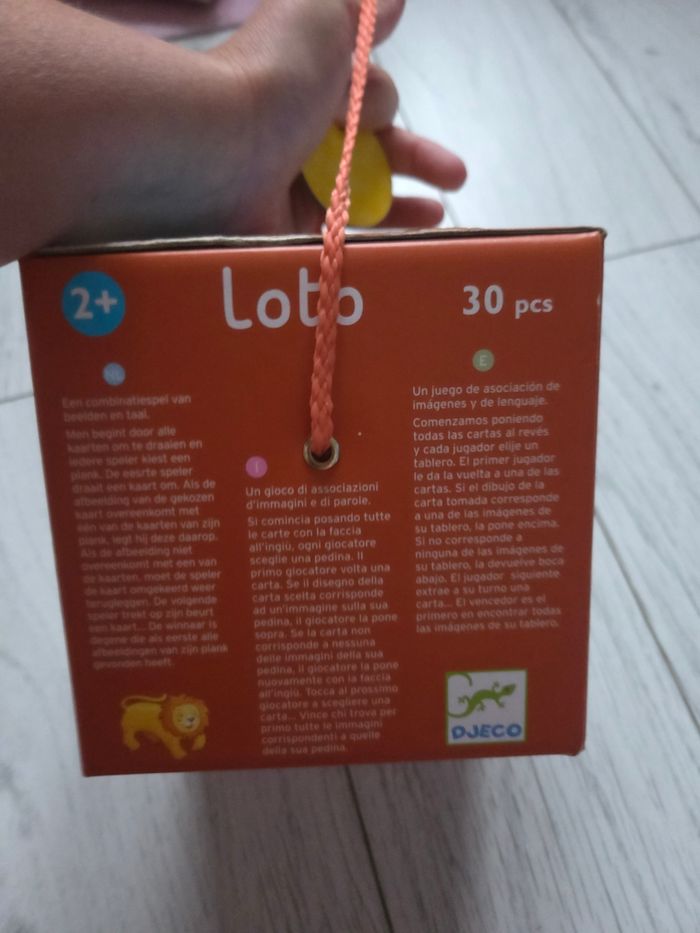 2+
Loto
30 pcs
NL
Een combinatiespel van
beelden en taal.
Men begint door alle
kaarten om te draaien en
iedere speler kiest een
plank. De eesrte speler
draait een kaart om. Als de
afbeelding van de gekozen
kaart overeenkomt met
één van de kaarten van zijn
plank, legt hij deze daarop.
Als de afbeelding niet
overeenkomt met een van
de kaarten, moet de speler
de kaart omgekeerd weer
terugleggen. De volgende
speler trekt op zijn beurt
een kaart... De winnaar is
degene die als eerste alle
afbeeldingen van zijn plank
gevonden heeft.
I
Un gioco di associazioni
d'immagini e di parole.
Si comincia posando tutte
le carte con la faccia
all'ingiù, ogni giocatore
sceglie una pedina. Il
primo giocatore volta una
carta. Se il disegno della
carta scelta corrisponde
ad un'immagine sulla sua
pedina, il giocatore la pone
sopra. Se la carta non
corrisponde a nessuna
delle immagini della sua
pedina, il giocatore la pone
nuovamente con la faccia
all'ingiù. Tocca al prossimo
giocatore a scegliere una
carta... Vince chi trova per
primo tutte le immagini
corrispondenti a quelle
della sua pedina.
E
Un juego de asociación de
imágenes y de lenguaje.
Comenzamos poniendo
todas las cartas al revés
y cada jugador elije un
tablero. El primer jugador
le da la vuelta a una de las
cartas. Si el dibujo de la
carta tomada corresponde
a una de las imágenes de
su tablero, la pone encima.
Si no corresponde a
ninguna de las imágenes de
su tablero, la devuelve boca
abajo. El jugador siguiente
extrae a su turno una
carta... El vencedor es el
primero en encontrar todas
las imágenes de su tablero.
DJECO